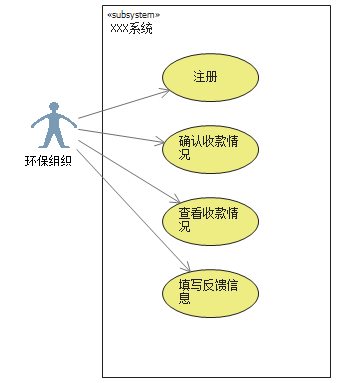 «subsystem»
XXX系统
注册
环保组织
确认收款情
况
查看收款情
况
填写反馈信
息